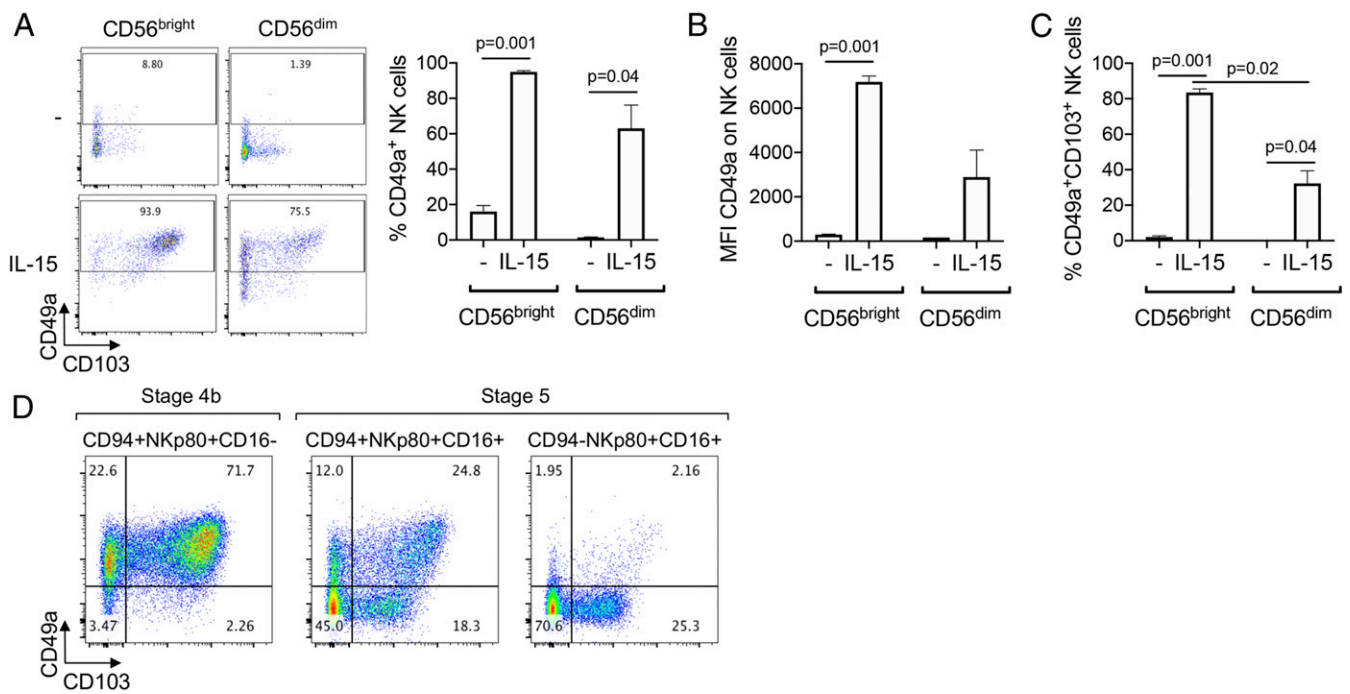 A
CD56bright CD56dim
8.80 1.39
-
93.9 75.5
IL-15
CD49a
CD103
% CD49a+ NK cells
100
80
60
40
20
0
p=0.001
p=0.04
- IL-15 - IL-15
CD56bright CD56dim
B
MFI CD49a on NK cells
8000
6000
4000
2000
0
p=0.001
- IL-15 - IL-15
CD56bright CD56dim
C
% CD49a+CD103+ NK cells
100
80
60
40
20
0
p=0.001
p=0.02
p=0.04
- IL-15 - IL-15
CD56bright CD56dim
D
Stage 4b Stage 5
CD94+NKp80+CD16- CD94+NKp80+CD16+ CD94-NKp80+CD16+
22.6 71.7 12.0 24.8 1.95 2.16
3.47 2.26 45.0 18.3 70.6 25.3
CD49a
CD103